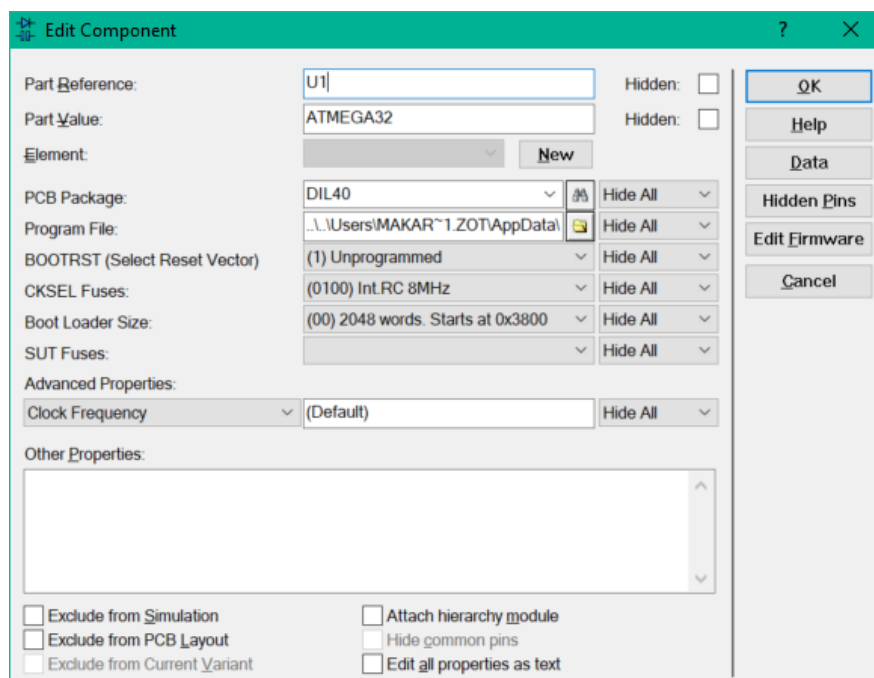 Edit Component ? X
Part Reference: U1 Hidden: OK
Part Value: ATMEGA32 Hidden: Help
Element: New Data
PCB Package: DIL40 Hide All Hidden Pins
Program File: ..\..\Users\MAKAR~1.ZOT\AppData\ Hide All Edit Firmware
BOOTRST (Select Reset Vector) (1) Unprogrammed Hide All
CKSEL Fuses: (0100) Int.RC 8MHz Hide All Cancel
Boot Loader Size: (00) 2048 words. Starts at 0x3800 Hide All
SUT Fuses: Hide All
Advanced Properties:
Clock Frequency (Default) Hide All
Other Properties:
Exclude from Simulation Attach hierarchy module
Exclude from PCB Layout Hide common pins
Exclude from Current Variant Edit all properties as text